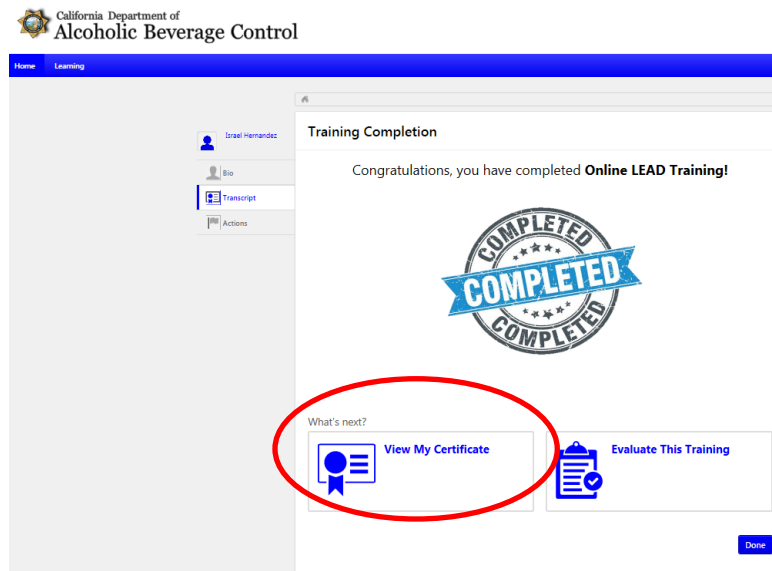 California Department of
Alcoholic Beverage Control
Home Learning
Israel Hernandez
Bio
Transcript
Actions
Training Completion
Congratulations, you have completed Online LEAD Training!
COMPLETED
COMPLETED
COMPLETED
What's next?
View My Certificate
Evaluate This Training
Done